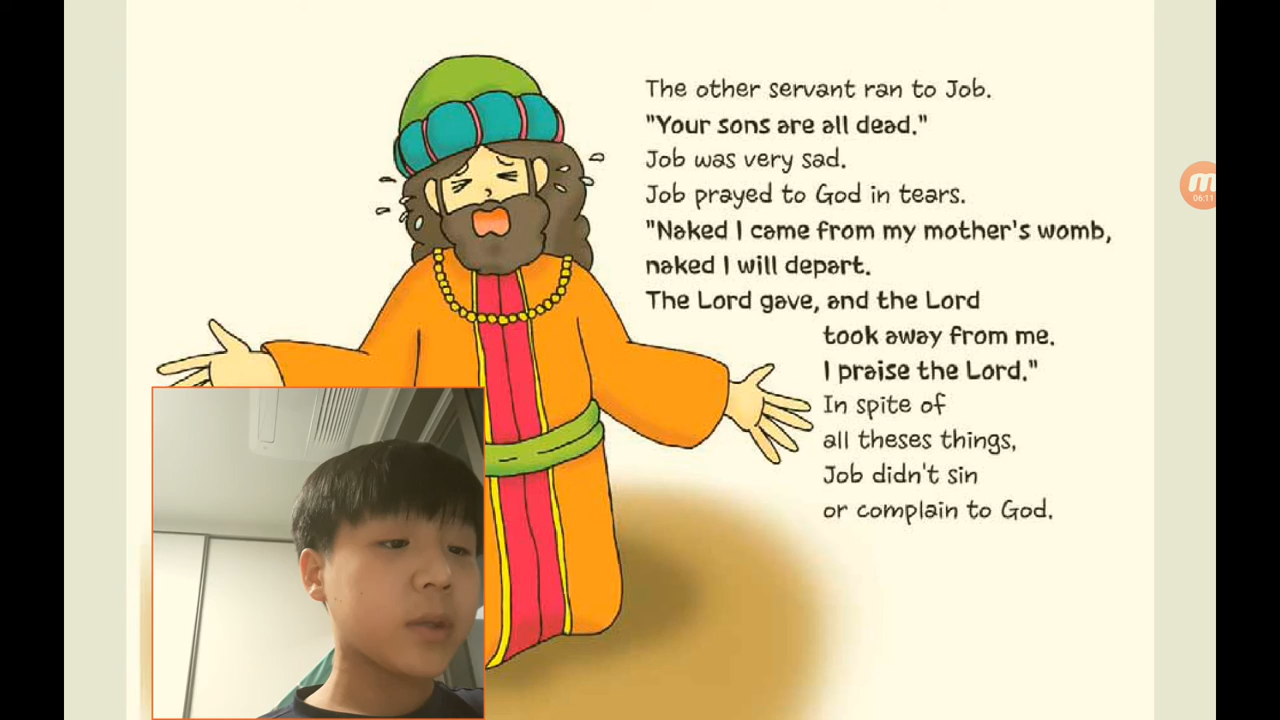 The other servant ran to Job.
"Your sons are all dead."
Job was very sad.
Job prayed to God in tears.
"Naked I came from my mother's womb,
naked I will depart.
The Lord gave, and the Lord
took away from me.
I praise the Lord."
In spite of
all theses things,
Job didn't sin
or complain to God.
M
06:11